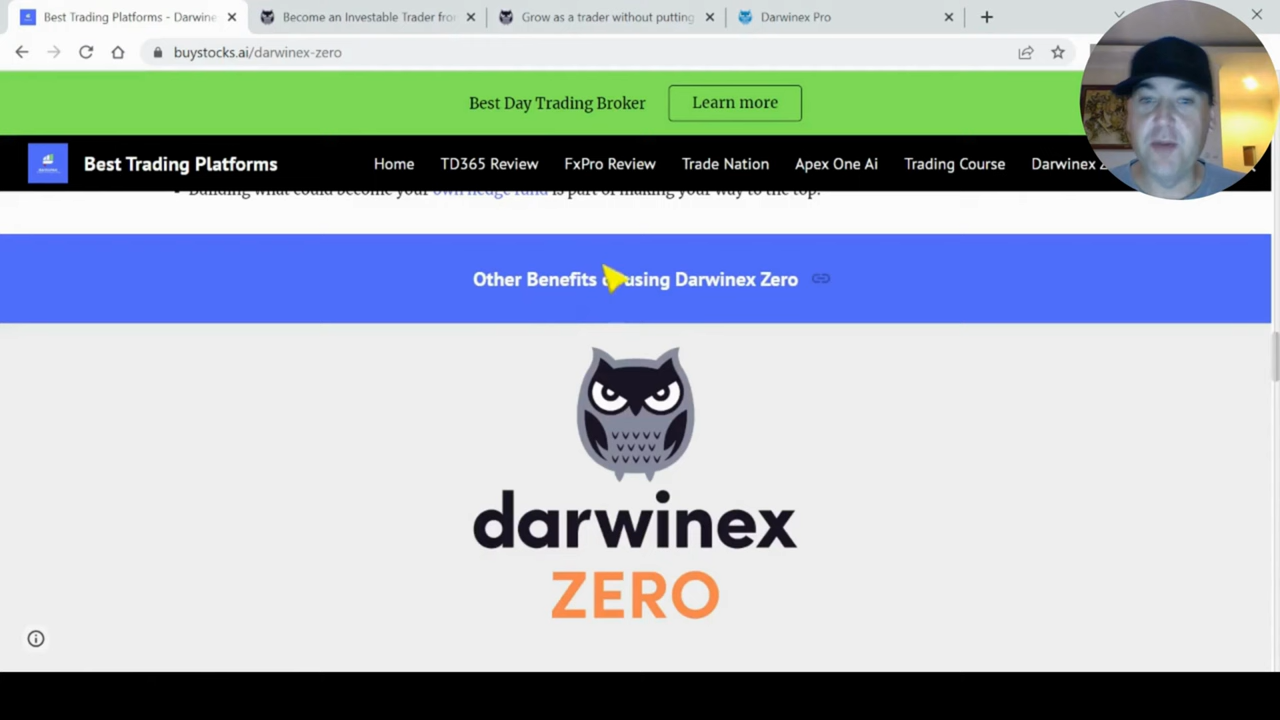 Best Trading Platforms - Darwine
Become an Investable Trader fro
Grow as a trader without putting
Darwinex Pro
buystocks.ai/darwinex-zero
Best Day Trading Broker
Learn more
Best Trading Platforms
Home
TD365 Review
FxPro Review
Trade Nation
Apex One Ai
Trading Course
Darwinex Z
Building what could become your own hedge fund is part of making your way to the top.
Other Benefits using Darwinex Zero
darwinex
ZERO